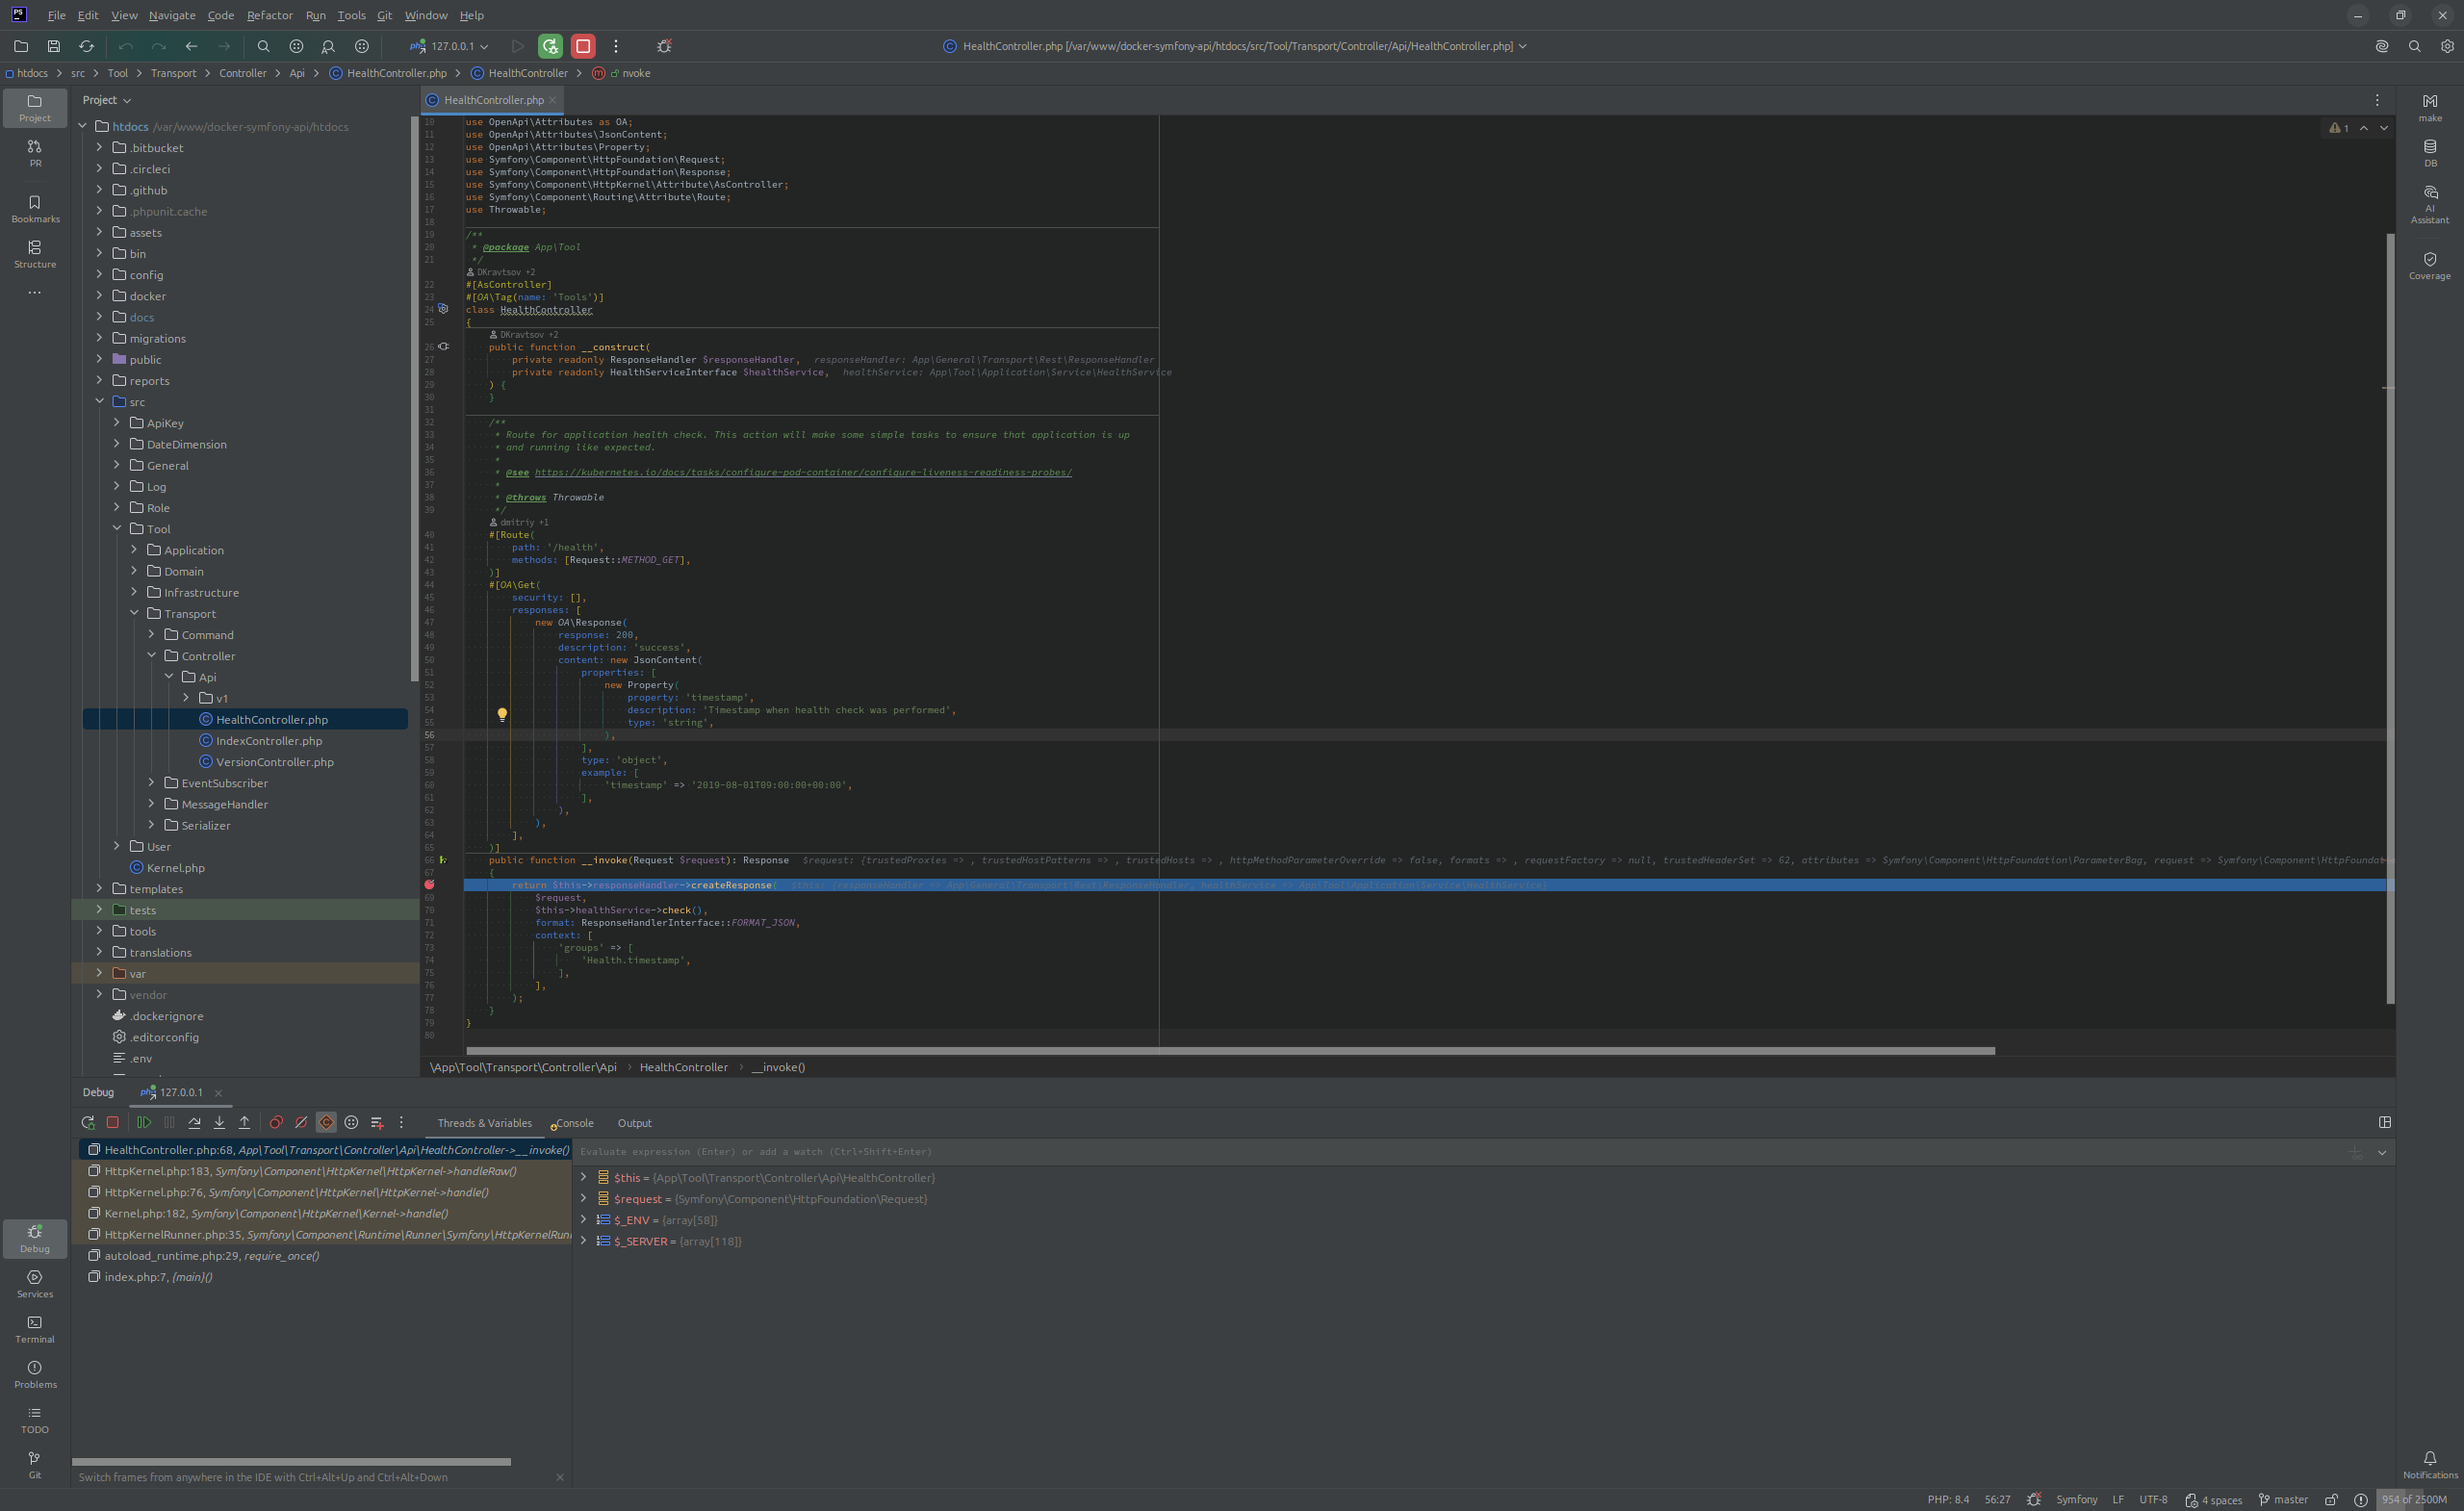 PS File Edit View Navigate Code Refactor Run Tools Git Window Help
php 127.0.0.1 HealthController.php [/var/www/docker-symfony-api/htdocs/src/Tool/Transport/Controller/Api/HealthController.php]
htdocs > src > Tool > Transport > Controller > Api > HealthController.php > HealthController > nvoke
Project
PR
Bookmarks
Structure
Project
htdocs /var/www/docker-symfony-api/htdocs
.bitbucket
.circleci
.github
.phpunit.cache
assets
bin
config
docker
docs
migrations
public
reports
src
ApiKey
DateDimension
General
Log
Role
Tool
Application
Domain
Infrastructure
Transport
Command
Controller
Api
v1
HealthController.php
IndexController.php
VersionController.php
EventSubscriber
MessageHandler
Serializer
User
Kernel.php
templates
tests
tools
translations
var
vendor
.dockerignore
.editorconfig
.env
HealthController.php
1
10 use OpenApi\Attributes as OA;
11 use OpenApi\Attributes\JsonContent;
12 use OpenApi\Attributes\Property;
13 use Symfony\Component\HttpFoundation\Request;
14 use Symfony\Component\HttpFoundation\Response;
15 use Symfony\Component\HttpKernel\Attribute\AsController;
16 use Symfony\Component\Routing\Attribute\Route;
17 use Throwable;
18
19 /**
20 * @package App\Tool
21 */
DKravtsov +2
22 #[AsController]
23 #[OA\Tag(name: 'Tools')]
24 class HealthController
25 {
DKravtsov +2
26 public function __construct(
27 private readonly ResponseHandler $responseHandler, responseHandler: App\General\Transport\Rest\ResponseHandler
28 private readonly HealthServiceInterface $healthService, healthService: App\Tool\Application\Service\HealthService
29 ) {
30 }
31
32 /**
33 * Route for application health check. This action will make some simple tasks to ensure that application is up
34 * and running like expected.
35 *
36 * @see https://kubernetes.io/docs/tasks/configure-pod-container/configure-liveness-readiness-probes/
37 *
38 * @throws Throwable
39 */
dmitriy +1
40 #[Route(
41 path: '/health',
42 methods: [Request::METHOD_GET],
43 )]
44 #[OA\Get(
45 security: [],
46 responses: [
47 new OA\Response(
48 response: 200,
49 description: 'success',
50 content: new JsonContent(
51 properties: [
52 new Property(
53 property: 'timestamp',
54 description: 'Timestamp when health check was performed',
55 type: 'string',
56 ),
57 ],
58 type: 'object',
59 example: [
60 'timestamp' => '2019-08-01T09:00:00+00:00',
61 ],
62 ),
63 ),
64 ],
65 )]
66 public function __invoke(Request $request): Response $request: {trustedProxies => , trustedHostPatterns => , trustedHosts => , httpMethodParameterOverride => false, formats => , requestFactory => null, trustedHeaderSet => 62, attributes => Symfony\Component\HttpFoundation\ParameterBag, request => Symfony\Component\HttpFoundatio
67 {
return $this->responseHandler->createResponse( $this: {responseHandler => App\General\Transport\Rest\ResponseHandler, healthService => App\Tool\Application\Service\HealthService}
69 $request,
70 $this->healthService->check(),
71 format: ResponseHandlerInterface::FORMAT_JSON,
72 context: [
73 'groups' => [
74 'Health.timestamp',
75 ],
76 ],
77 );
78 }
79 }
80
\App\Tool\Transport\Controller\Api > HealthController > __invoke()
make
DB
AI Assistant
Coverage
Debug php 127.0.0.1
Threads & Variables Console Output
HealthController.php:68, App\Tool\Transport\Controller\Api\HealthController->__invoke()
HttpKernel.php:183, Symfony\Component\HttpKernel\HttpKernel->handleRaw()
HttpKernel.php:76, Symfony\Component\HttpKernel\HttpKernel->handle()
Kernel.php:182, Symfony\Component\HttpKernel\Kernel->handle()
HttpKernelRunner.php:35, Symfony\Component\Runtime\Runner\Symfony\HttpKernelRun
autoload_runtime.php:29, require_once()
index.php:7, {main}()
Evaluate expression (Enter) or add a watch (Ctrl+Shift+Enter)
$this = {App\Tool\Transport\Controller\Api\HealthController}
$request = {Symfony\Component\HttpFoundation\Request}
$_ENV = {array[58]}
$_SERVER = {array[118]}
Debug
Services
Terminal
Problems
TODO
Git
Switch frames from anywhere in the IDE with Ctrl+Alt+Up and Ctrl+Alt+Down
Notifications
PHP: 8.4 56:27 Symfony LF UTF-8 4 spaces master 954 of 2500M